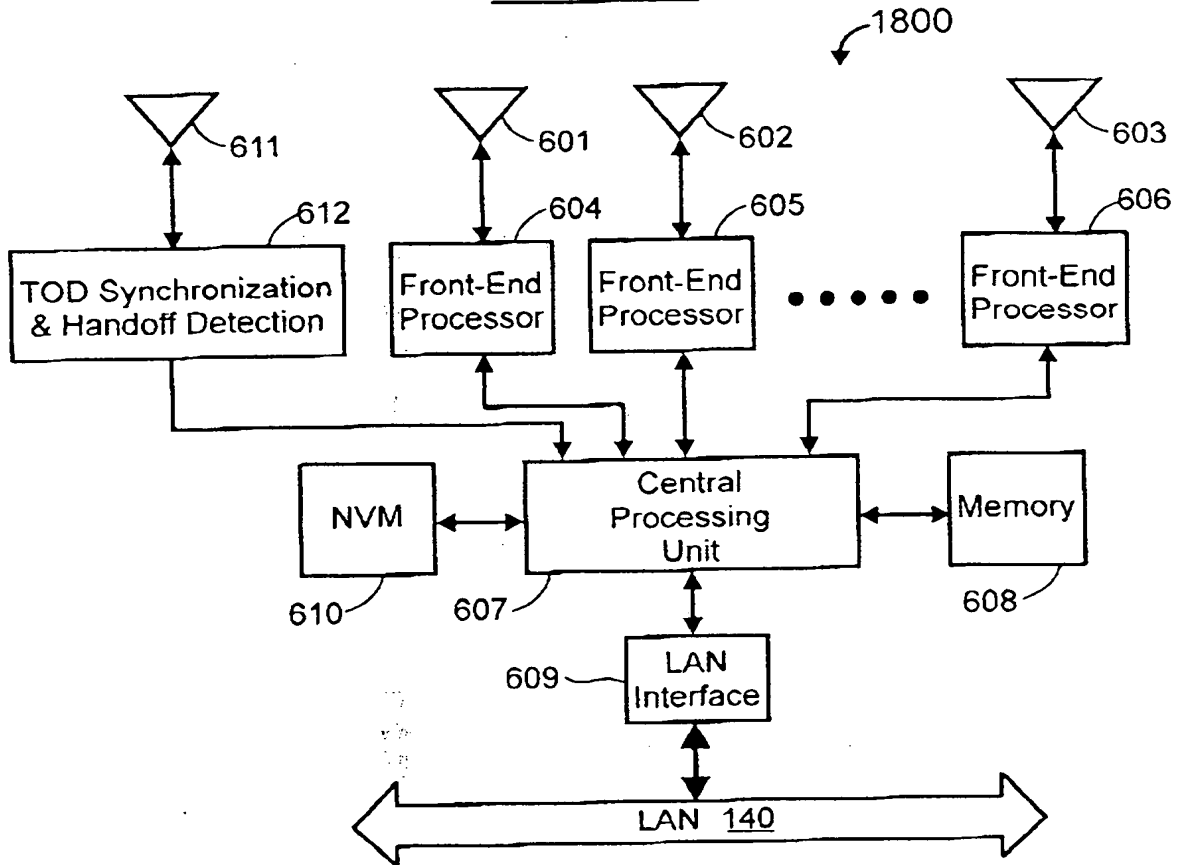 1800
611
601
602
603
612
604
605
606
TOD Synchronization
& Handoff Detection
Front-End
Processor
Front-End
Processor
Front-End
Processor
NVM
Central
Processing
Unit
Memory
610
607
608
609
LAN
Interface
LAN 140